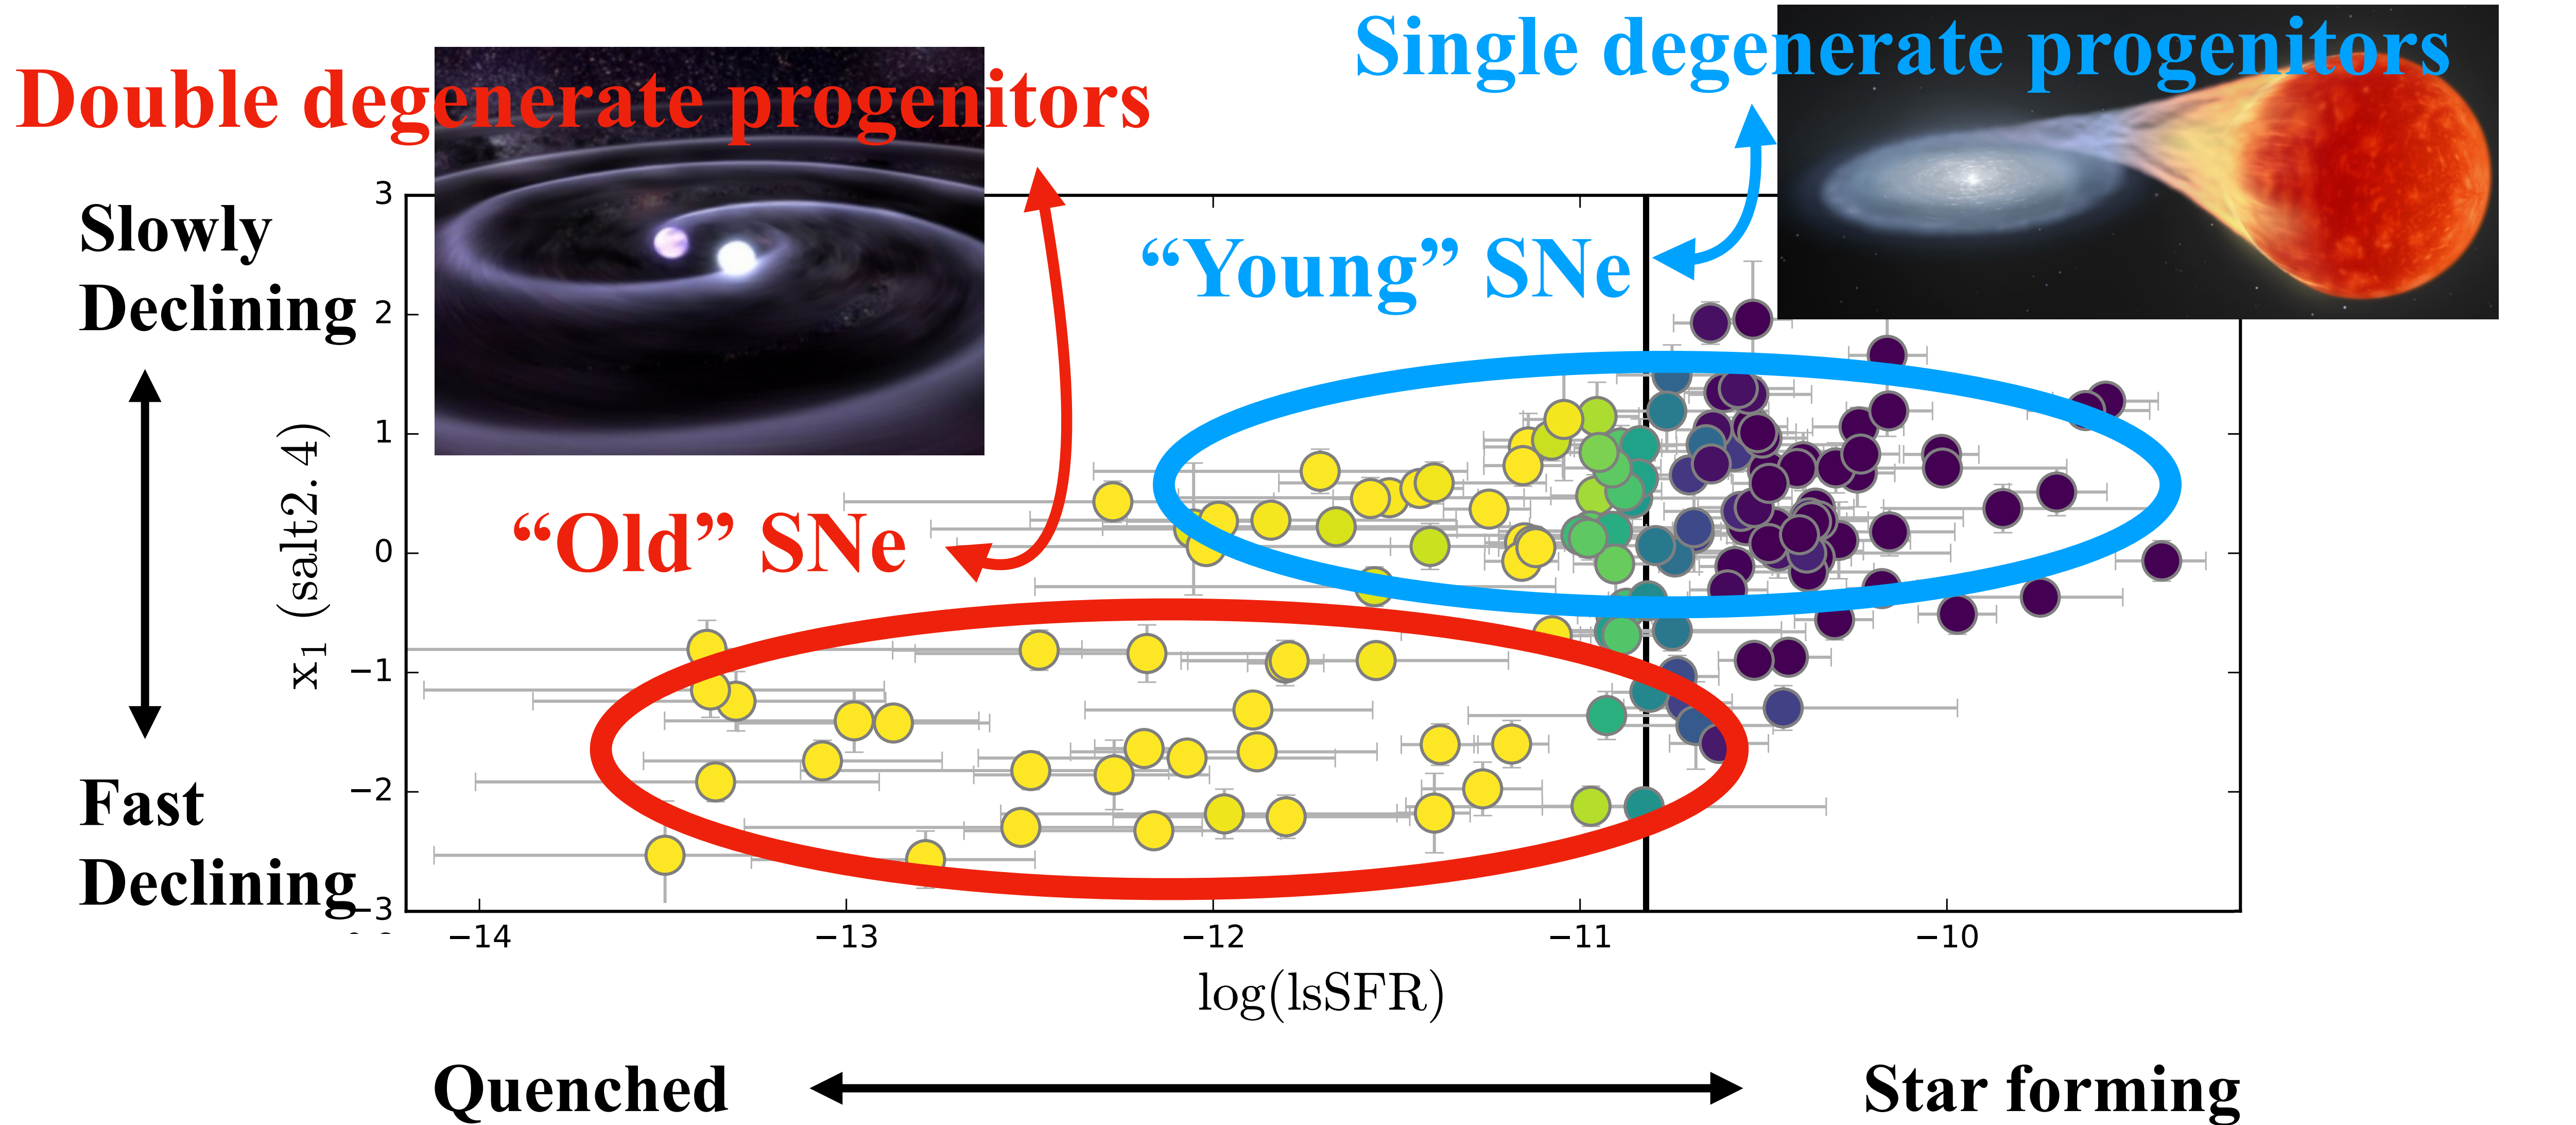 Single degenerate progenitors
Double degenerate progenitors
Slowly
Declining
Fast
Declining
“Young” SNe
“Old” SNe
x1 (salt2. 4)
3
2
1
0
−1
−2
−3
−14
−13
−12
−11
−10
log(lsSFR)
Quenched
Star forming